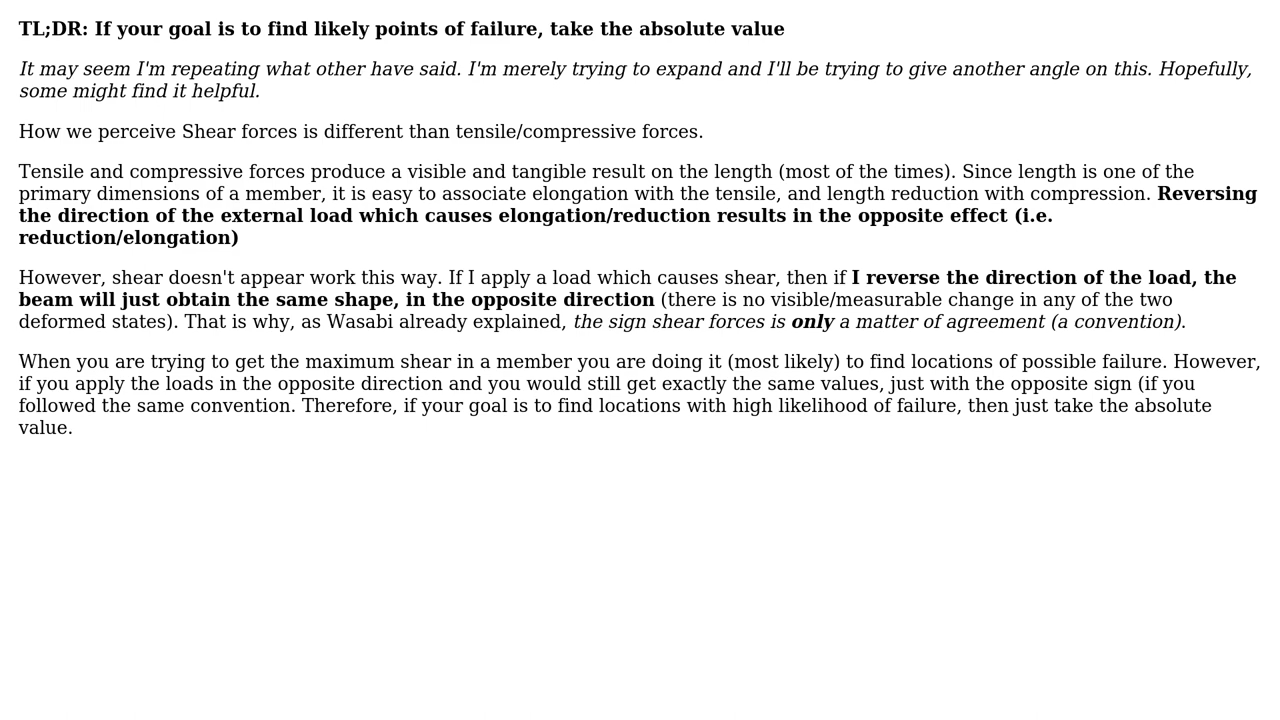 TL;DR: If your goal is to find likely points of failure, take the absolute value
It may seem I'm repeating what other have said. I'm merely trying to expand and I'll be trying to give another angle on this. Hopefully,
some might find it helpful.
How we perceive Shear forces is different than tensile/compressive forces.
Tensile and compressive forces produce a visible and tangible result on the length (most of the times). Since length is one of the
primary dimensions of a member, it is easy to associate elongation with the tensile, and length reduction with compression. Reversing
the direction of the external load which causes elongation/reduction results in the opposite effect (i.e.
reduction/elongation)
However, shear doesn't appear work this way. If I apply a load which causes shear, then if I reverse the direction of the load, the
beam will just obtain the same shape, in the opposite direction (there is no visible/measurable change in any of the two
deformed states). That is why, as Wasabi already explained, the sign shear forces is only a matter of agreement (a convention).
When you are trying to get the maximum shear in a member you are doing it (most likely) to find locations of possible failure. However,
if you apply the loads in the opposite direction and you would still get exactly the same values, just with the opposite sign (if you
followed the same convention. Therefore, if your goal is to find locations with high likelihood of failure, then just take the absolute
value.